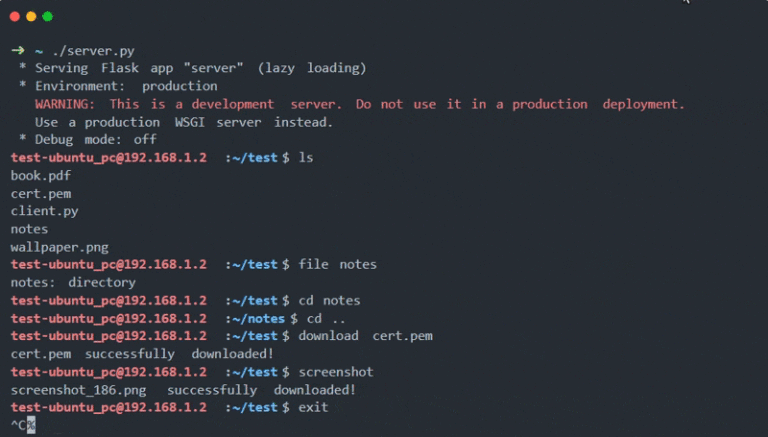 ➜ ~ ./server.py
* Serving Flask app "server" (lazy loading)
* Environment: production
WARNING: This is a development server. Do not use it in a production deployment.
Use a production WSGI server instead.
* Debug mode: off
test-ubuntu_pc@192.168.1.2 :~/test $ ls
book.pdf
cert.pem
client.py
notes
wallpaper.png
test-ubuntu_pc@192.168.1.2 :~/test $ file notes
notes: directory
test-ubuntu_pc@192.168.1.2 :~/test $ cd notes
test-ubuntu_pc@192.168.1.2 :~/notes $ cd ..
test-ubuntu_pc@192.168.1.2 :~/test $ download cert.pem
cert.pem successfully downloaded!
test-ubuntu_pc@192.168.1.2 :~/test $ screenshot
screenshot_186.png successfully downloaded!
test-ubuntu_pc@192.168.1.2 :~/test $ exit
^C%